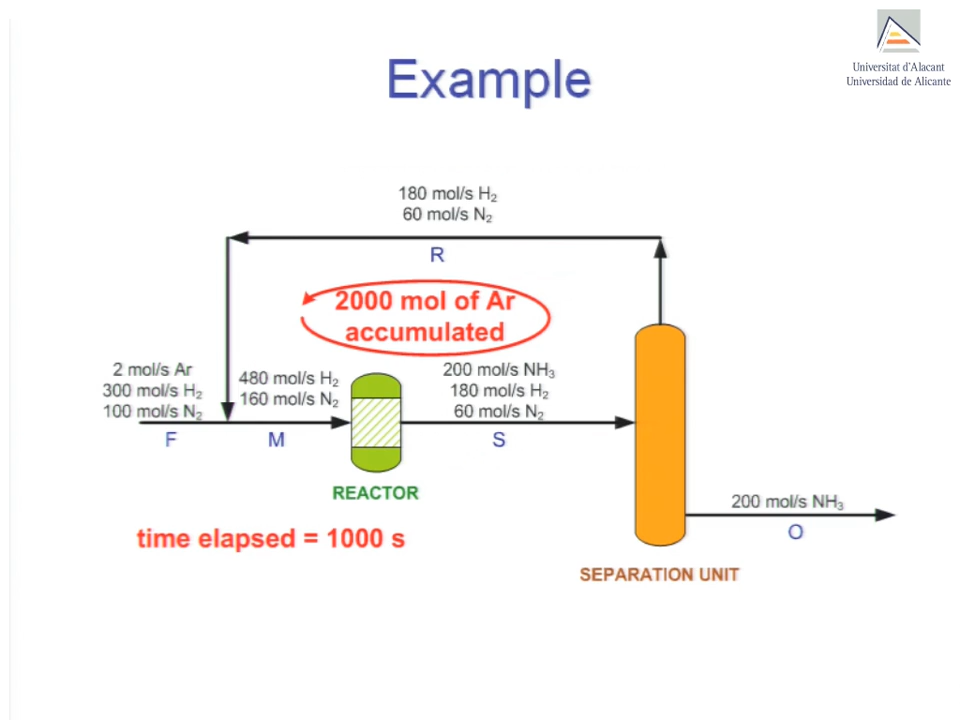 Universitat d'Alacant
Universidad de Alicante
Example
180 mol/s H₂
60 mol/s N₂
R
2000 mol of Ar
accumulated
2 mol/s Ar
300 mol/s H₂
100 mol/s N₂
F
480 mol/s H₂
160 mol/s N₂
M
200 mol/s NH₃
180 mol/s H₂
60 mol/s N₂
S
REACTOR
200 mol/s NH₃
O
time elapsed = 1000 s
SEPARATION UNIT